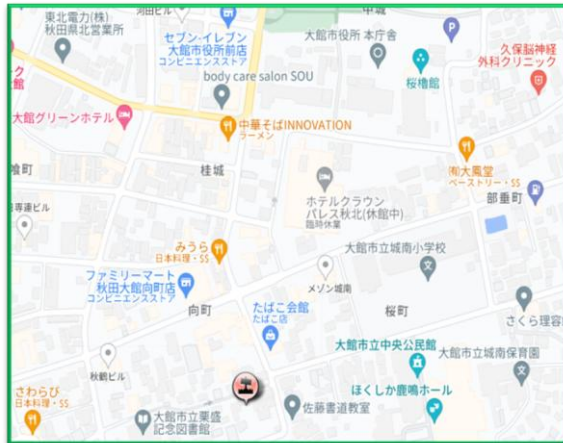 東北電力(株)
秋田県北営業所
セブン-イレブン
大館市役所前店
コンビニエンスストア
中城
大館市役所 本庁舎
桜櫓館
久保脳神経
外科クリニック
body care salon SOU
大館グリーンホテル
中華そばINNOVATION
ラーメン
桂城
㈲大鳳堂
ペーストリー・$$
部垂町
ホテルクラウン
パレス秋北(休館中)
臨時休業
みうら
日本料理・$$
大館市立城南小学校
ファミリーマート
秋田大館向町店
コンビニエンスストア
メゾン城南
向町
たばこ会館
たばこ店
桜町
さくら理容
大館市立中央公民館
大館市立城南保育園
秋鶴ビル
ほくしか鹿鳴ホール
さわらび
日本料理・$$
大館市立栗盛
記念図書館
佐藤書道教室